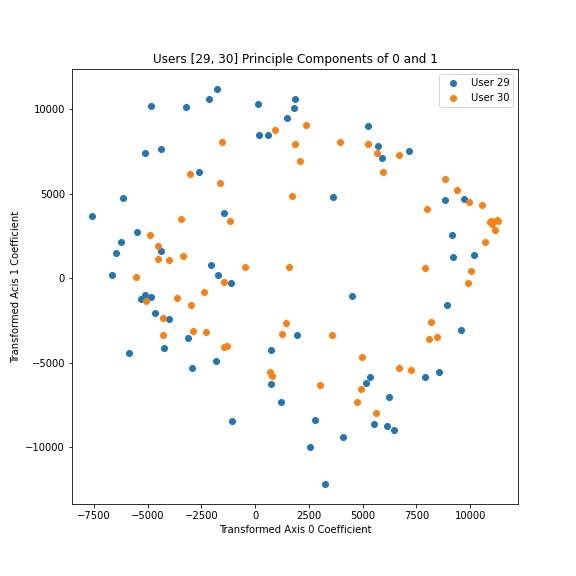 Users [29, 30] Principle Components of 0 and 1
User 29
User 30
10000
5000
0
−5000
−10000
Transformed Acis 1 Coefficient
−7500 −5000 −2500 0 2500 5000 7500 10000
Transformed Axis 0 Coefficient